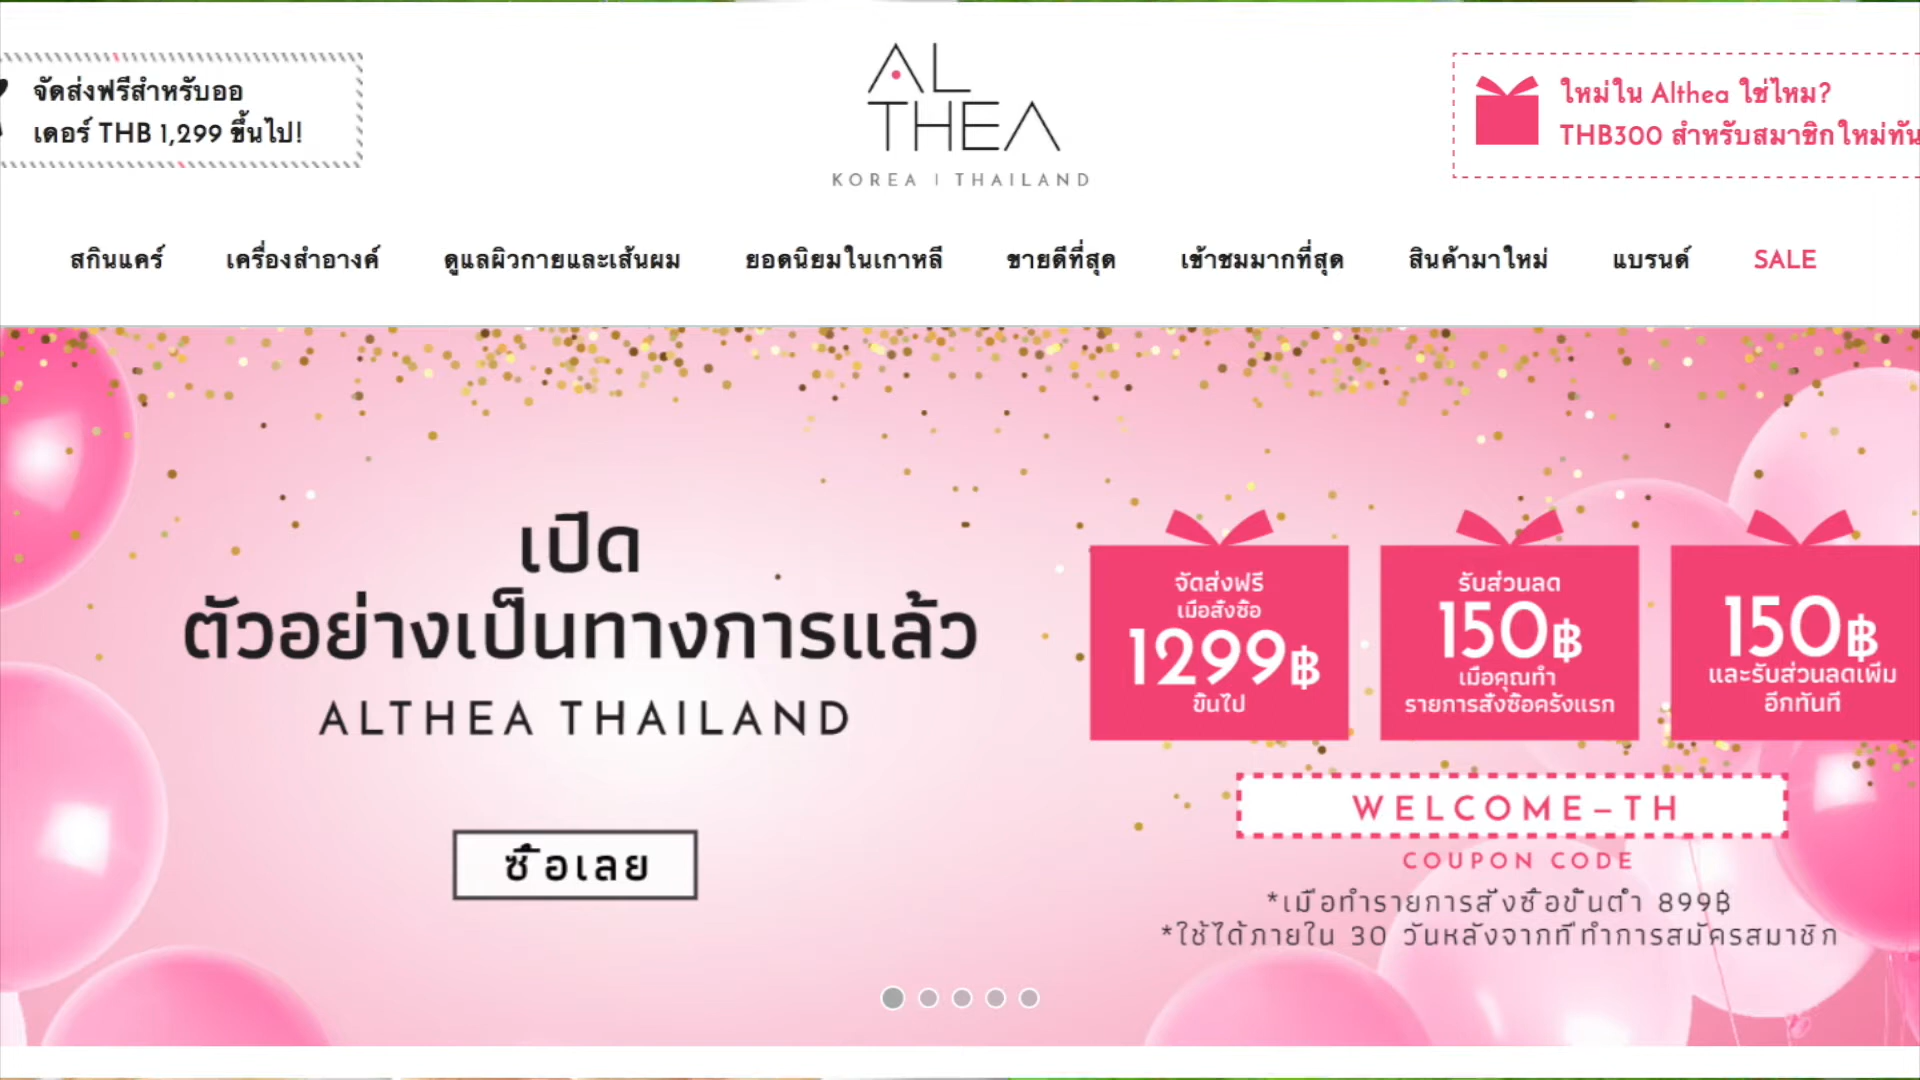 จัดส่งฟรีสำหรับออ
เดอร์ THB 1,299 ขึ้นไป!
ALTHEA
KOREA | THAILAND
ใหม่ใน Althea ใช่ไหม?
THB300 สำหรับสมาชิกใหม่ทัน
สกินแคร์ เครื่องสำอางค์ ดูแลผิวกายและเส้นผม ยอดนิยมในเกาหลี ขายดีที่สุด เข้าชมมากที่สุด สินค้ามาใหม่ แบรนด์ SALE
เปิด
ตัวอย่างเป็นทางการแล้ว
ALTHEA THAILAND
ซื้อเลย
จัดส่งฟรี
เมื่อสั่งซื้อ
1299฿
ขึ้นไป
รับส่วนลด
150฿
เมื่อคุณทำ
รายการสั่งซื้อครั้งแรก
150฿
และรับส่วนลดเพิ่ม
อีกทันที
WELCOME-TH
COUPON CODE
*เมื่อทำรายการสั่งซื้อขั้นต่ำ 899฿
*ใช้ได้ภายใน 30 วันหลังจากที่ทำการสมัครสมาชิก